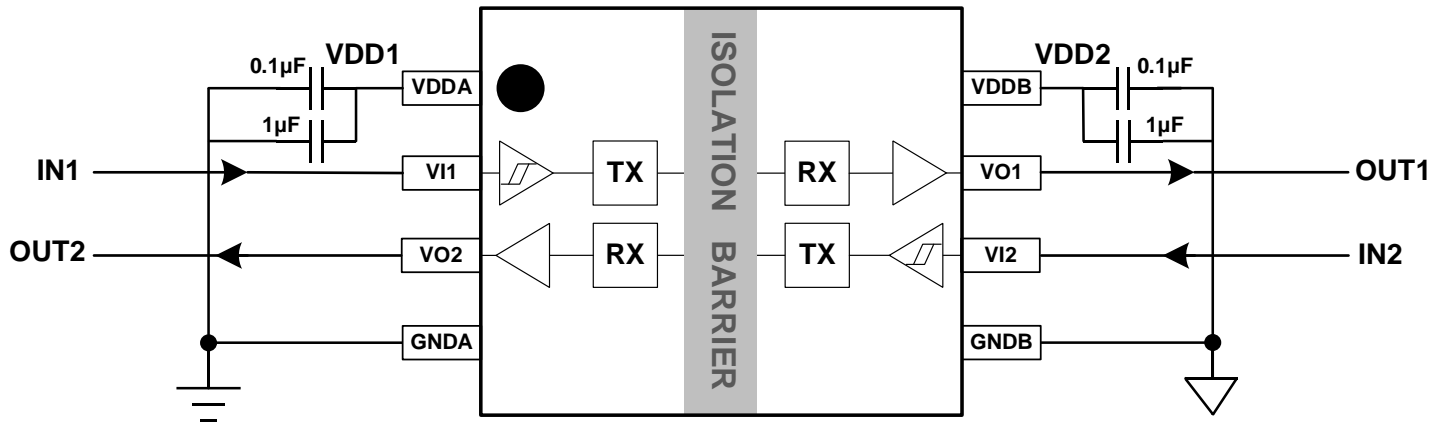 VDD1
0.1µF
VDDA
1µF
IN1
VI1
TX
OUT2
VO2
RX
GNDA
ISOLATION BARRIER
VDD2
0.1µF
VDDB
1µF
RX
VO1
OUT1
TX
VI2
IN2
GNDB